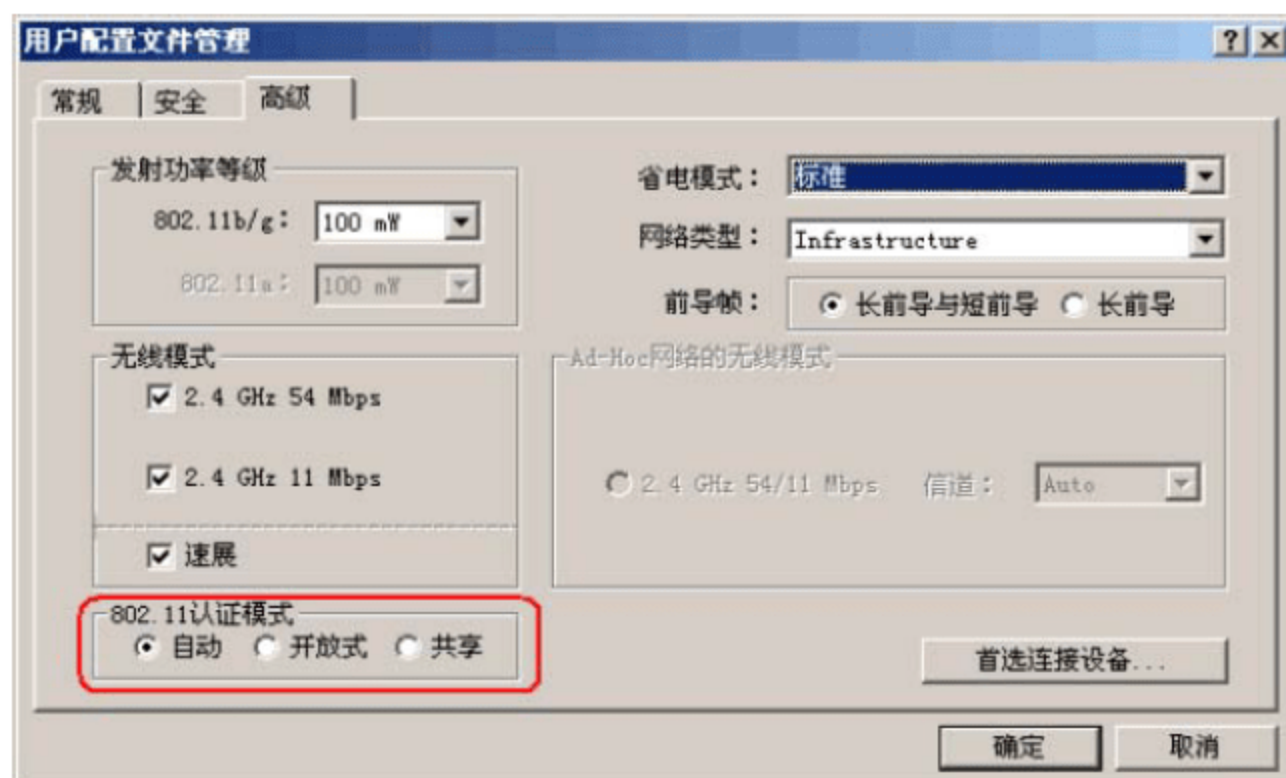 用户配置文件管理
常规 安全 高级
发射功率等级
802.11b/g: 100 mW
802.11a: 100 mW
省电模式: 标准
网络类型: Infrastructure
前导帧: 长前导与短前导 长前导
无线模式
2.4 GHz 54 Mbps
2.4 GHz 11 Mbps
速展
Ad-Hoc网络的无线模式
2.4 GHz 54/11 Mbps 信道: Auto
802.11认证模式
自动 开放式 共享
首选连接设备...
确定 取消